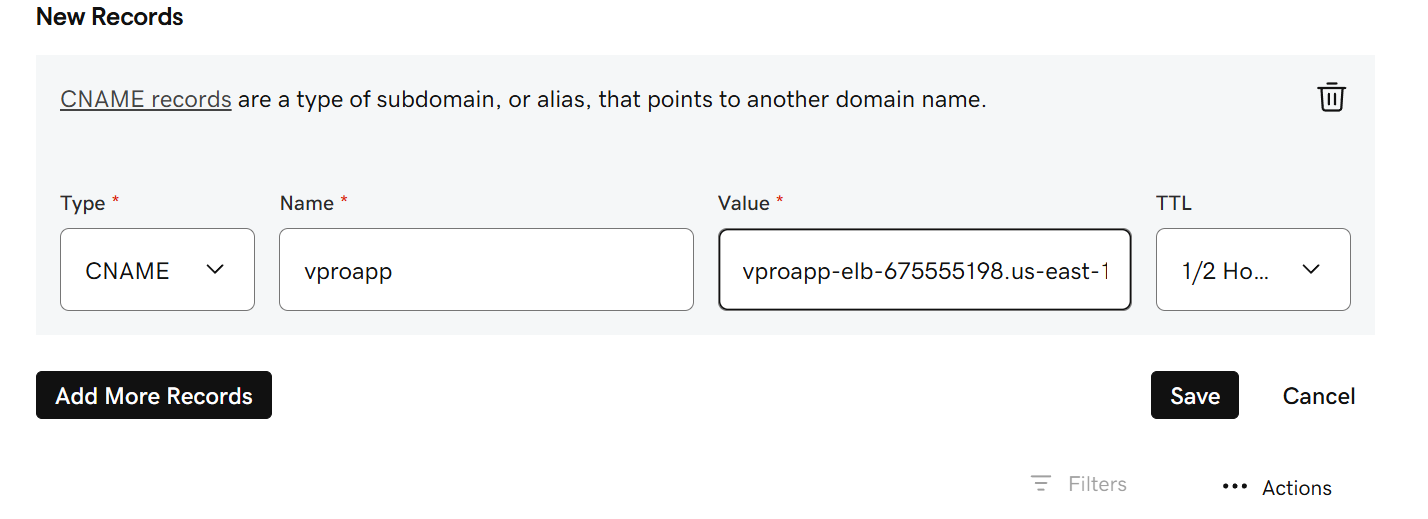 New Records
CNAME records are a type of subdomain, or alias, that points to another domain name.
Type * Name * Value * TTL
CNAME vproapp vproapp-elb-675555198.us-east-1 1/2 Ho...
Add More Records Save Cancel
Filters Actions